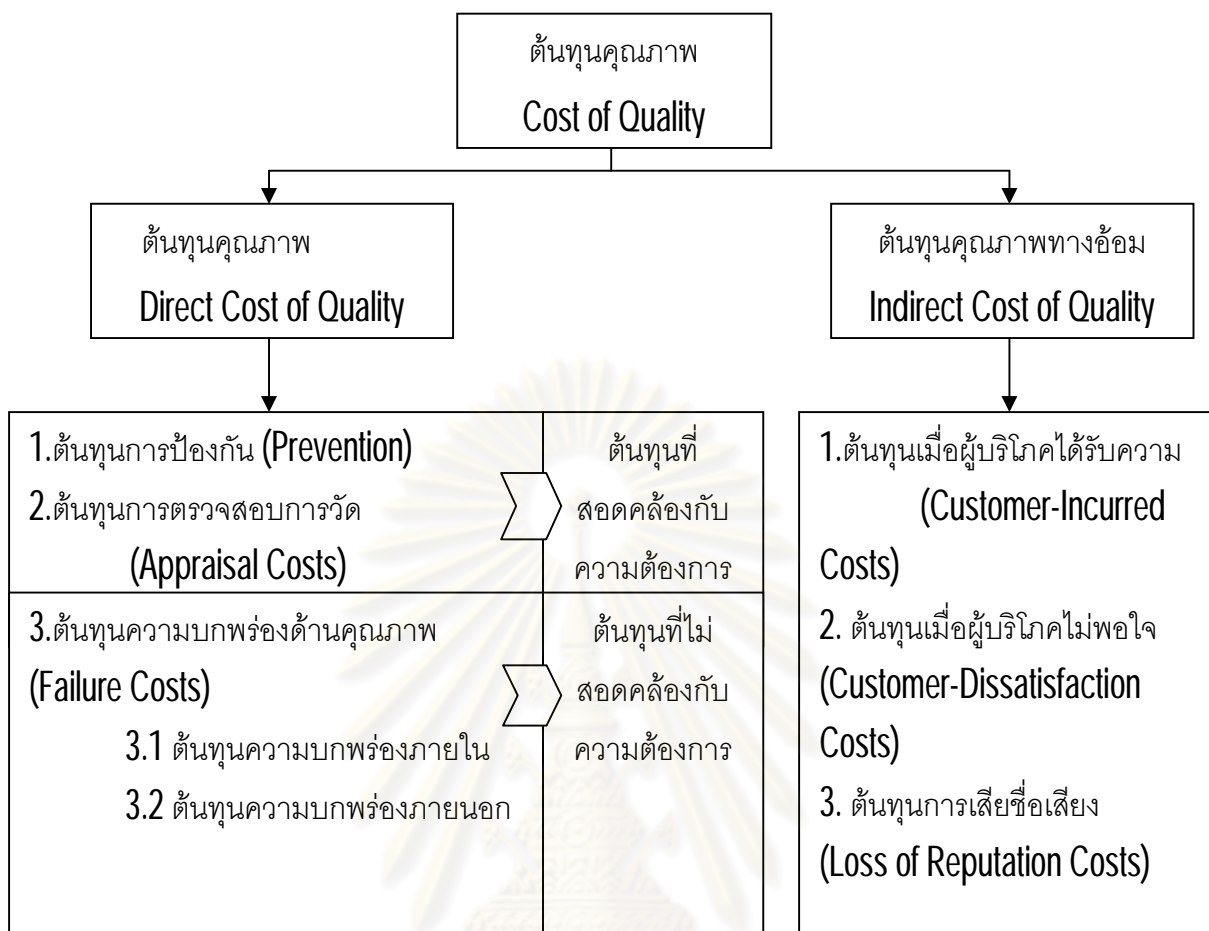 ต้นทุนคุณภาพ
Cost of Quality
ต้นทุนคุณภาพ
Direct Cost of Quality
ต้นทุนคุณภาพทางอ้อม
Indirect Cost of Quality
1.ต้นทุนการป้องกัน (Prevention)
2.ต้นทุนการตรวจสอบการวัด
(Appraisal Costs)
ต้นทุนที่
สอดคล้องกับ
ความต้องการ
3.ต้นทุนความบกพร่องด้านคุณภาพ
(Failure Costs)
3.1 ต้นทุนความบกพร่องภายใน
3.2 ต้นทุนความบกพร่องภายนอก
ต้นทุนที่ไม่
สอดคล้องกับ
ความต้องการ
1.ต้นทุนเมื่อผู้บริโภคได้รับความ
(Customer-Incurred
Costs)
2. ต้นทุนเมื่อผู้บริโภคไม่พอใจ
(Customer-Dissatisfaction
Costs)
3. ต้นทุนการเสียชื่อเสียง
(Loss of Reputation Costs)